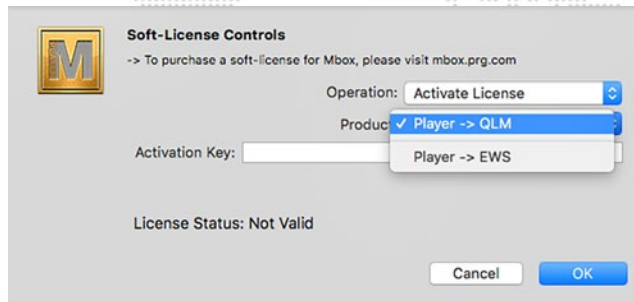 Soft-License Controls
-> To purchase a soft-license for Mbox, please visit mbox.prg.com
Operation: Activate License
Produc ✓ Player -> QLM
Player -> EWS
Activation Key:
License Status: Not Valid
Cancel OK